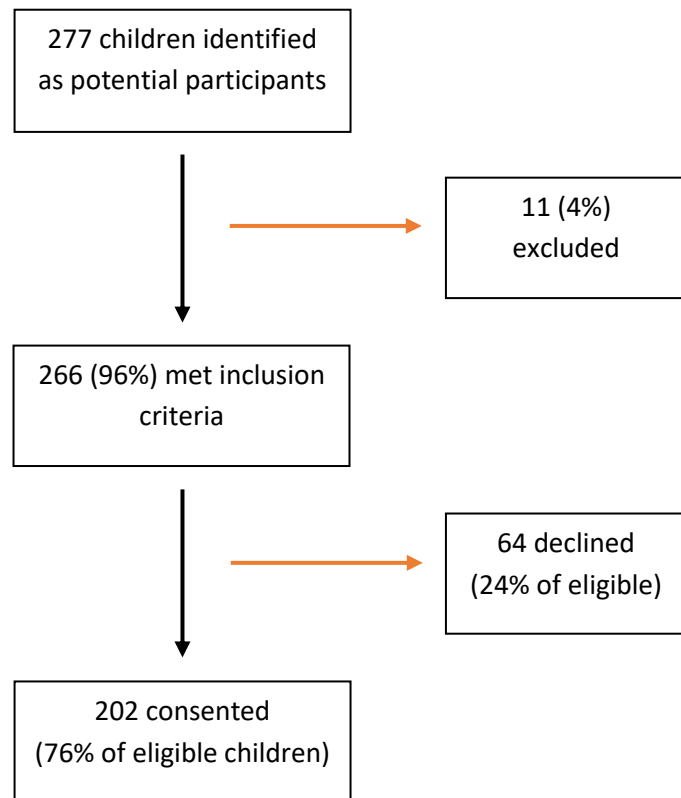 277 children identified
as potential participants
11 (4%)
excluded
266 (96%) met inclusion
criteria
64 declined
(24% of eligible)
202 consented
(76% of eligible children)